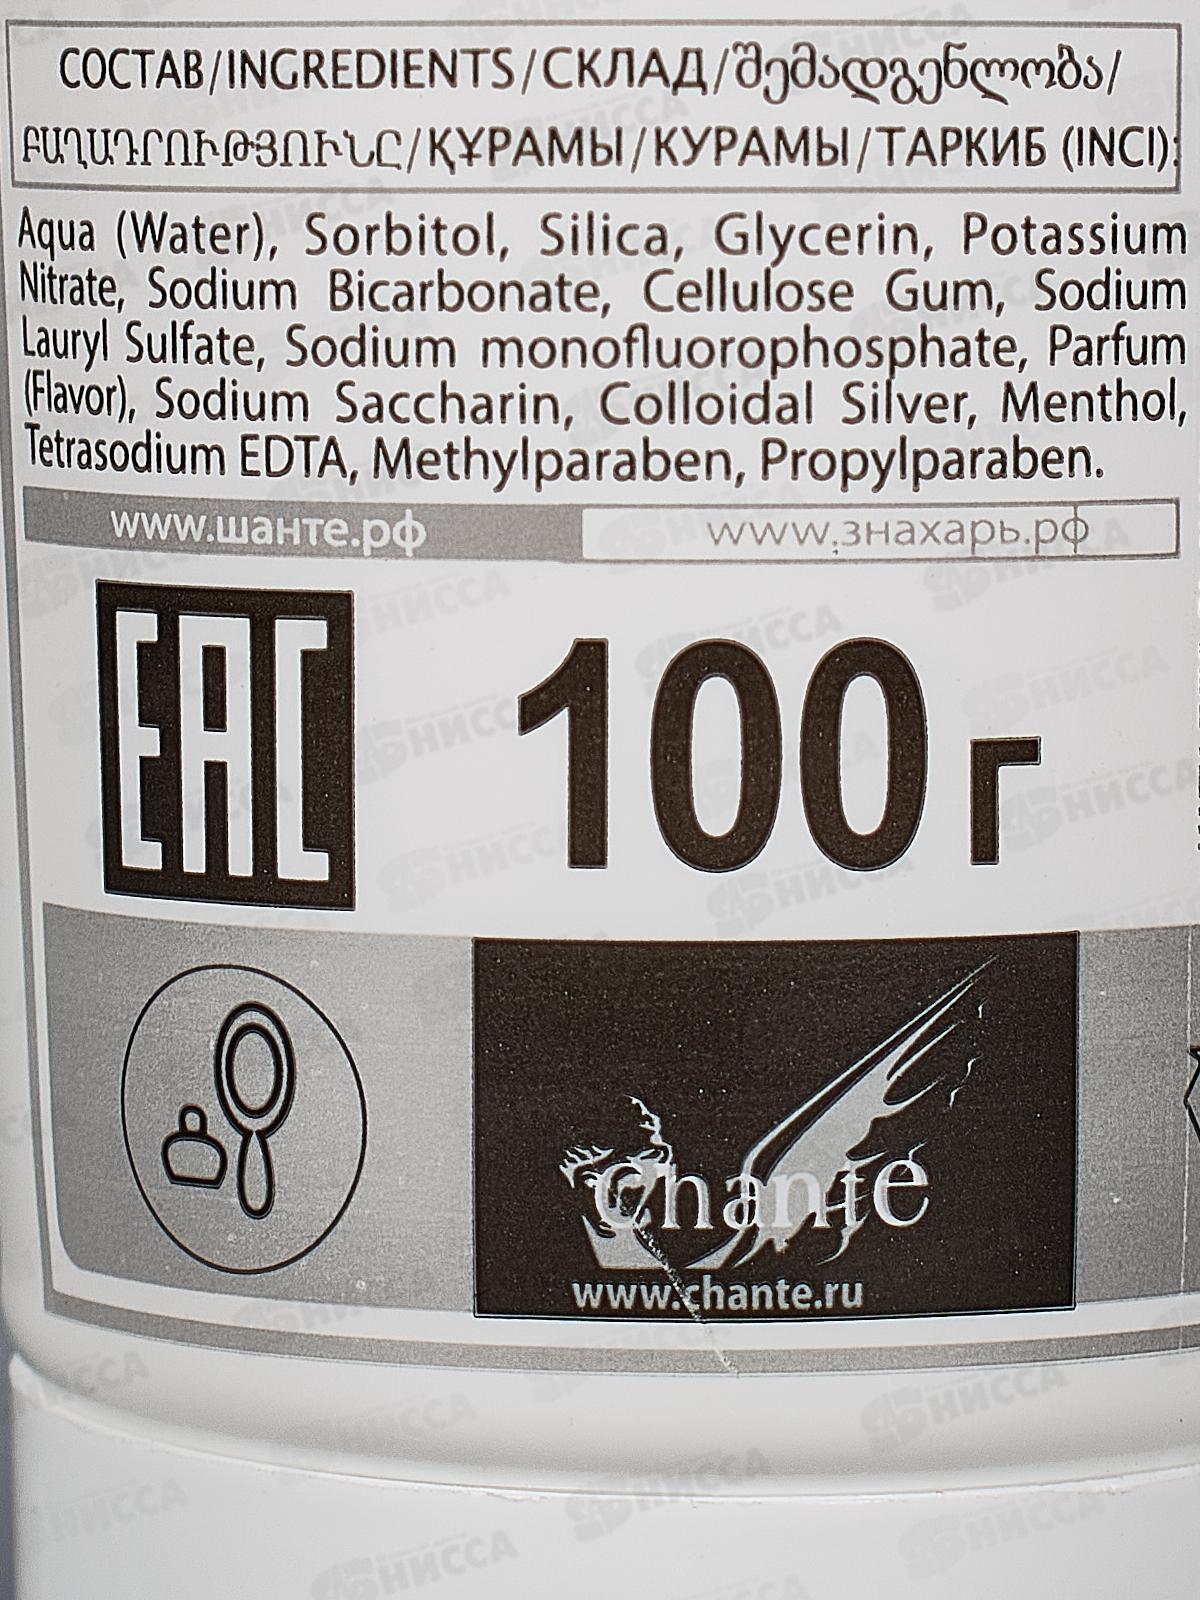 СОСТАВ/INGREDIENTS/СКЛАД/შემადგენლობა/
ԲԱՂԱԴՐՈՒԹՅՈՒՆԸ/ҚҰРАМЫ/КУРАМЫ/ТАРКИБ (INCI):
Aqua (Water), Sorbitol, Silica, Glycerin, Potassium
Nitrate, Sodium Bicarbonate, Cellulose Gum, Sodium
Lauryl Sulfate, Sodium monofluorophosphate, Parfum
(Flavor), Sodium Saccharin, Colloidal Silver, Menthol,
Tetrasodium EDTA, Methylparaben, Propylparaben.
www.шанте.рф www.знахарь.рф
EAC 100 г
chante
www.chante.ru